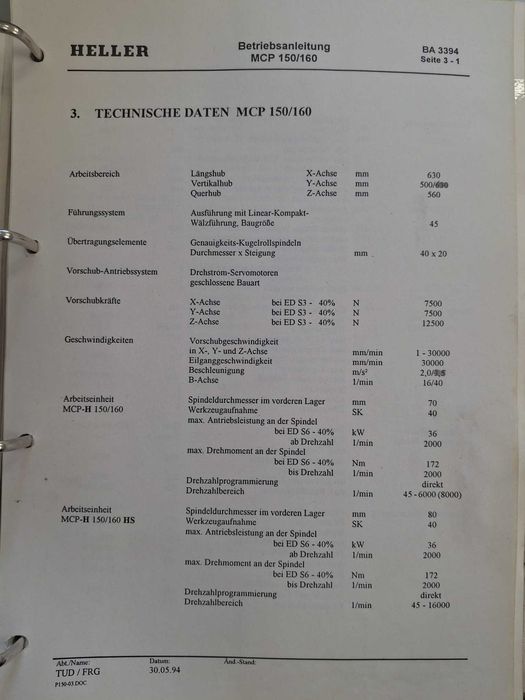 HELLER Betriebsanleitung BA 3394
MCP 150/160 Seite 3 - 1
3. TECHNISCHE DATEN MCP 150/160
Arbeitsbereich Längshub X-Achse mm 630
Vertikalhub Y-Achse mm 500/
Querhub Z-Achse mm 560
Führungssystem Ausführung mit Linear-Kompakt-
Wälzführung, Baugröße 45
Übertragungselemente Genauigkeits-Kugelrollspindeln
Durchmesser x Steigung mm 40 x 20
Vorschub-Antriebssystem Drehstrom-Servomotoren
geschlossene Bauart
Vorschubkräfte X-Achse bei ED S3 - 40% N 7500
Y-Achse bei ED S3 - 40% N 7500
Z-Achse bei ED S3 - 40% N 12500
Geschwindigkeiten Vorschubgeschwindigkeit
in X-, Y- und Z-Achse mm/min 1 - 30000
Eilganggeschwindigkeit mm/min 30000
Beschleunigung m/s² 2,0/
B-Achse 1/min 16/40
Arbeitseinheit Spindeldurchmesser im vorderen Lager mm 70
MCP-H 150/160 Werkzeugaufnahme SK 40
max. Antriebsleistung an der Spindel
bei ED S6 - 40% kW 36
ab Drehzahl 1/min 2000
max. Drehmoment an der Spindel
bei ED S6 - 40% Nm 172
bis Drehzahl 1/min 2000
Drehzahlprogrammierung direkt
Drehzahlbereich 1/min 45 - 6000 (8000)
Arbeitseinheit Spindeldurchmesser im vorderen Lager mm 80
MCP-H 150/160 HS Werkzeugaufnahme SK 40
max. Antriebsleistung an der Spindel
bei ED S6 - 40% kW 36
ab Drehzahl 1/min 2000
max. Drehmoment an der Spindel
bei ED S6 - 40% Nm 172
bis Drehzahl 1/min 2000
Drehzahlprogrammierung direkt
Drehzahlbereich 1/min 45 - 16000
Abt./Name: Datum: Änd.-Stand:
TUD / FRG 30.05.94
P150-03.DOC